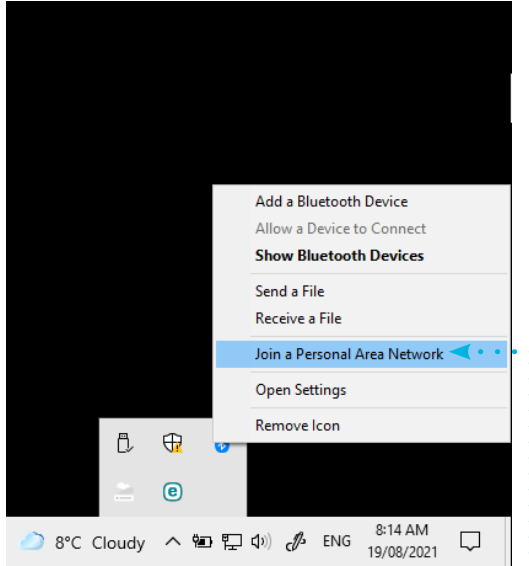 Add a Bluetooth Device
Allow a Device to Connect
Show Bluetooth Devices
Send a File
Receive a File
Join a Personal Area Network
Open Settings
Remove Icon
e
8°C Cloudy
ENG
8:14 AM
19/08/2021